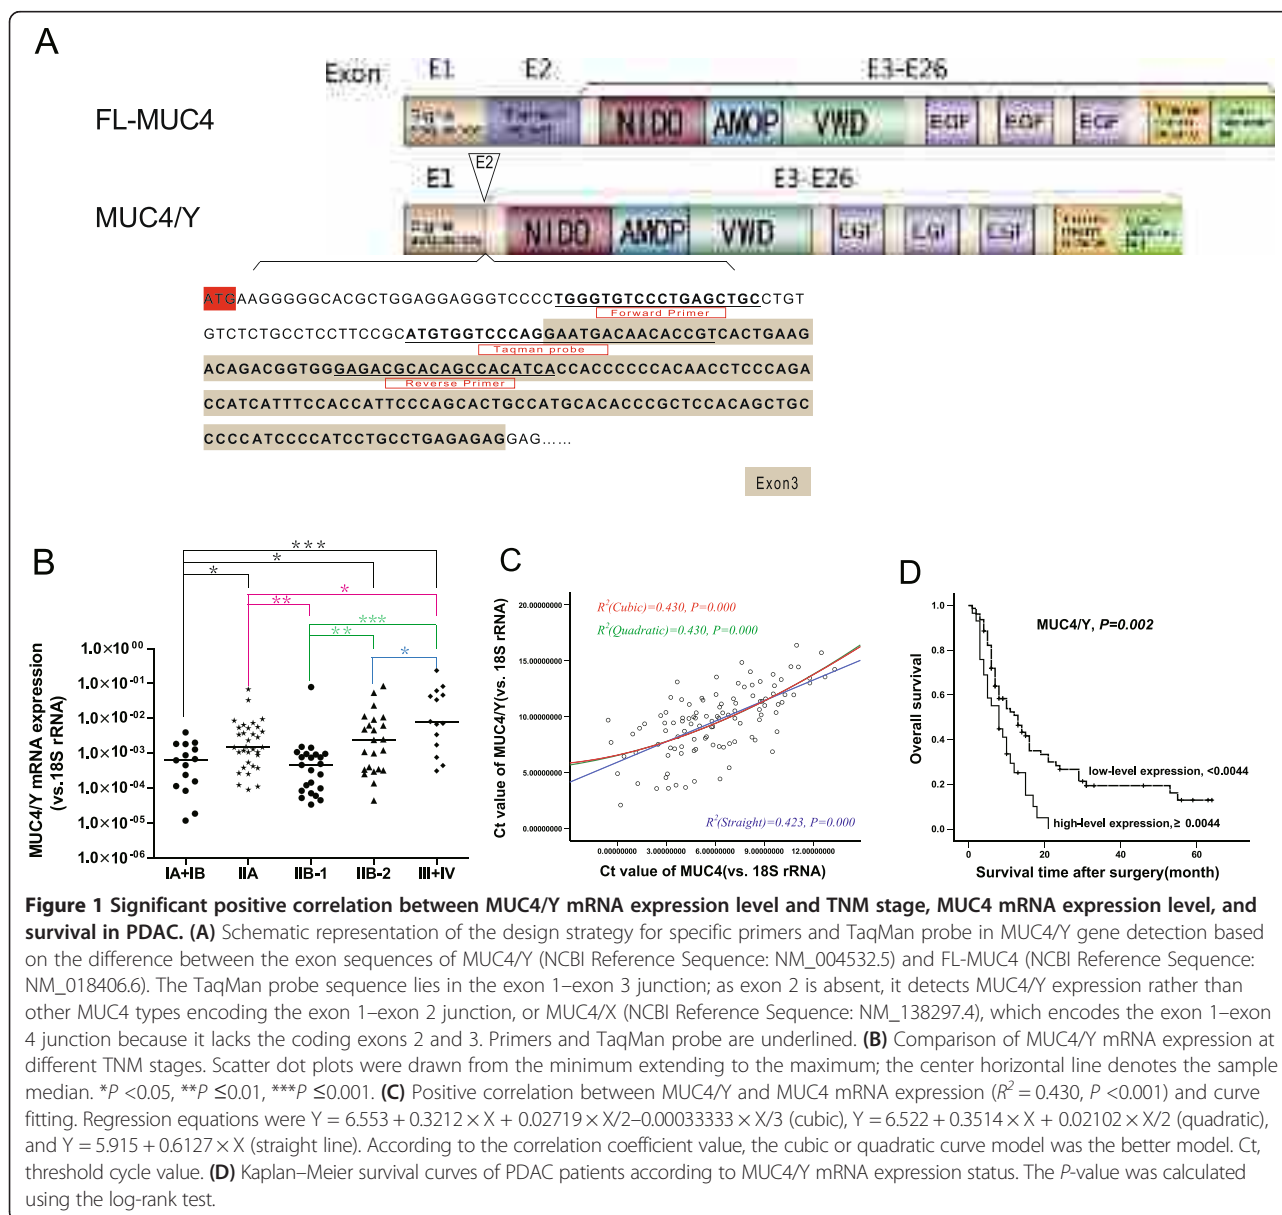 A
Exon E1 E2 E3-E26
FL-MUC4
NIDO AMOP VWD EGF EGF EGF
E2
E1 E3-E26
MUC4/Y
NIDO AMOP VWD EGF EGF EGF
ATGAAGGGGGCACGCTGGAGGAGGGTCCCCTGGGTGTCCCTGAGCTGCCTGT
Forward Primer
GTCTCTGCCTCCTTCCGCATGTGGTCCCAGGAATGACAACACCGTCACTGAAG
Taqman probe
ACAGACGGTGGGAGACGCACAGCCACATCACCACCCCCCACAACCTCCCAGA
Reverse Primer
CCATCATTTCCACCATTCCCAGCACTGCCATGCACACCCGCTCCACAGCTGC
CCCCATCCCCATCCTGCCTGAGAGAGGAG......
Exon3
B
***
*
*
*
**
***
**
*
MUC4/Y mRNA expression
(vs.18S rRNA)
1.0×10⁰⁰
1.0×10⁻⁰¹
1.0×10⁻⁰²
1.0×10⁻⁰³
1.0×10⁻⁰⁴
1.0×10⁻⁰⁵
1.0×10⁻⁰⁶
IA+IB IIA IIB-1 IIB-2 III+IV
C
Ct value of MUC4/Y(vs. 18S rRNA)
20.00000000
15.00000000
10.00000000
5.00000000
0.00000000
R²(Cubic)=0.430, P=0.000
R²(Quadratic)=0.430, P=0.000
R²(Straight)=0.423, P=0.000
0.00000000 3.00000000 6.00000000 9.00000000 12.00000000
Ct value of MUC4(vs. 18S rRNA)
D
Overall survival
1.0
0.8
0.6
0.4
0.2
0.0
MUC4/Y, P=0.002
low-level expression, <0.0044
high-level expression, ≥ 0.0044
0 20 40 60
Survival time after surgery(month)
Figure 1 Significant positive correlation between MUC4/Y mRNA expression level and TNM stage, MUC4 mRNA expression level, and
survival in PDAC. (A) Schematic representation of the design strategy for specific primers and TaqMan probe in MUC4/Y gene detection based
on the difference between the exon sequences of MUC4/Y (NCBI Reference Sequence: NM_004532.5) and FL-MUC4 (NCBI Reference Sequence:
NM_018406.6). The TaqMan probe sequence lies in the exon 1–exon 3 junction; as exon 2 is absent, it detects MUC4/Y expression rather than
other MUC4 types encoding the exon 1–exon 2 junction, or MUC4/X (NCBI Reference Sequence: NM_138297.4), which encodes the exon 1–exon
4 junction because it lacks the coding exons 2 and 3. Primers and TaqMan probe are underlined. (B) Comparison of MUC4/Y mRNA expression at
different TNM stages. Scatter dot plots were drawn from the minimum extending to the maximum; the center horizontal line denotes the sample
median. *P <0.05, **P ≤0.01, ***P ≤0.001. (C) Positive correlation between MUC4/Y and MUC4 mRNA expression (R² = 0.430, P <0.001) and curve
fitting. Regression equations were Y = 6.553 + 0.3212 × X + 0.02719 × X/2–0.00033333 × X/3 (cubic), Y = 6.522 + 0.3514 × X + 0.02102 × X/2 (quadratic),
and Y = 5.915 + 0.6127 × X (straight line). According to the correlation coefficient value, the cubic or quadratic curve model was the better model. Ct,
threshold cycle value. (D) Kaplan–Meier survival curves of PDAC patients according to MUC4/Y mRNA expression status. The P-value was calculated
using the log-rank test.